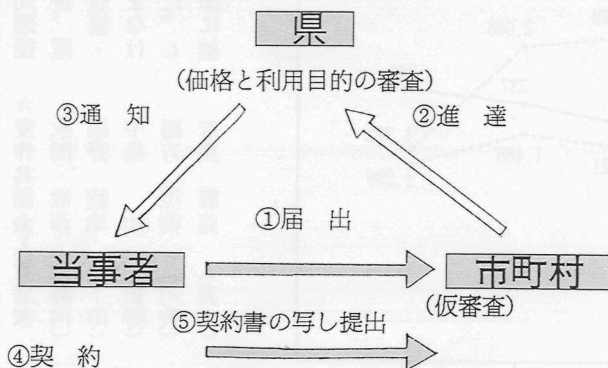 県
(価格と利用目的の審査)
③通 知
②進 達
①届 出
当事者
市町村
(仮審査)
⑤契約書の写し提出
④契 約